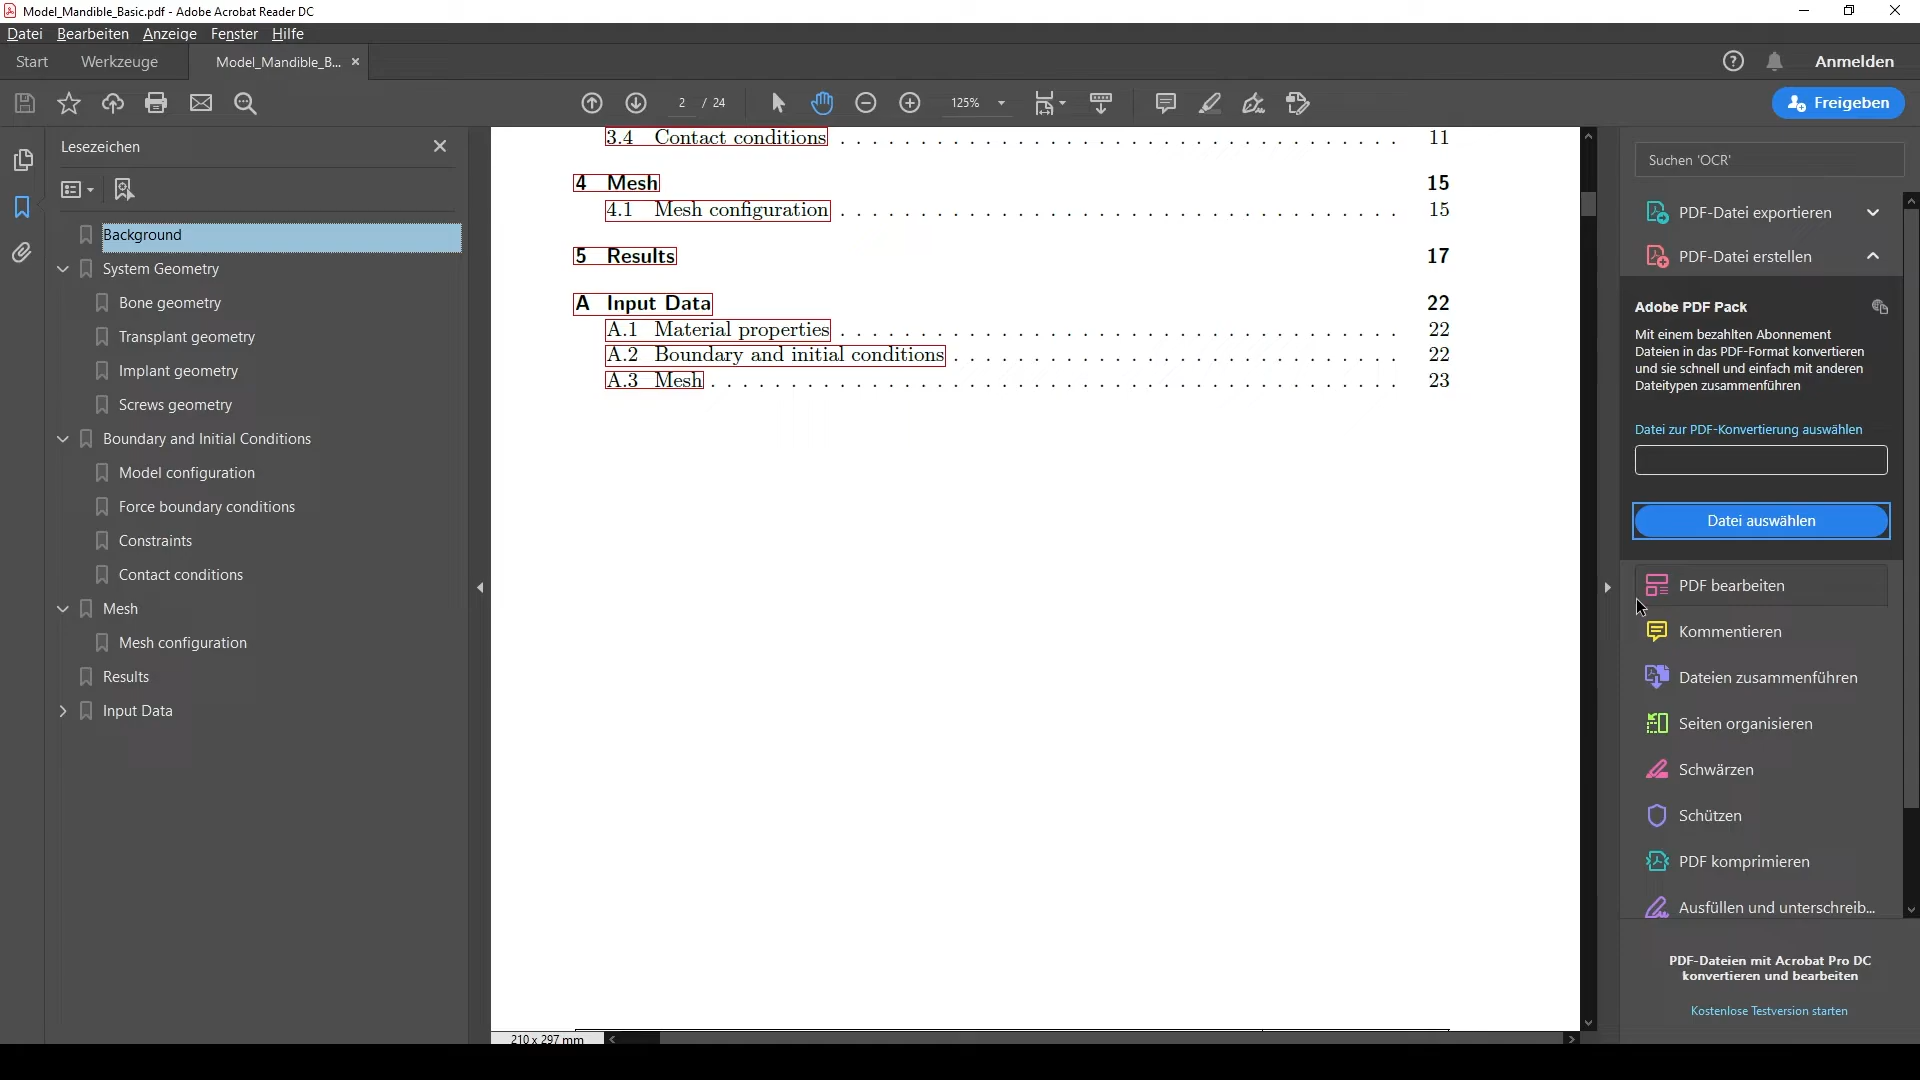 Model_Mandible_Basic.pdf - Adobe Acrobat Reader DC
Datei Bearbeiten Anzeige Fenster Hilfe
Start Werkzeuge Model_Mandible_B... Anmelden
2 / 24 125% Freigeben
Lesezeichen
Background
System Geometry
Bone geometry
Transplant geometry
Implant geometry
Screws geometry
Boundary and Initial Conditions
Model configuration
Force boundary conditions
Constraints
Contact conditions
Mesh
Mesh configuration
Results
Input Data
3.4 Contact conditions . . . . . . . . . . . . . . . . . . . . . . . . . . . . . . . . . . . 11
4 Mesh 15
4.1 Mesh configuration . . . . . . . . . . . . . . . . . . . . . . . . . . . . . . . . . . . 15
5 Results 17
A Input Data 22
A.1 Material properties . . . . . . . . . . . . . . . . . . . . . . . . . . . . . . . . . . . 22
A.2 Boundary and initial conditions . . . . . . . . . . . . . . . . . . . . . . . . . . 22
A.3 Mesh . . . . . . . . . . . . . . . . . . . . . . . . . . . . . . . . . . . . . . . . . . . 23
210 x 297 mm
Suchen 'OCR'
PDF-Datei exportieren
PDF-Datei erstellen
Adobe PDF Pack
Mit einem bezahlten Abonnement
Dateien in das PDF-Format konvertieren
und sie schnell und einfach mit anderen
Dateitypen zusammenführen
Datei zur PDF-Konvertierung auswählen
Datei auswählen
PDF bearbeiten
Kommentieren
Dateien zusammenführen
Seiten organisieren
Schwärzen
Schützen
PDF komprimieren
Ausfüllen und unterschreib...
PDF-Dateien mit Acrobat Pro DC
konvertieren und bearbeiten
Kostenlose Testversion starten